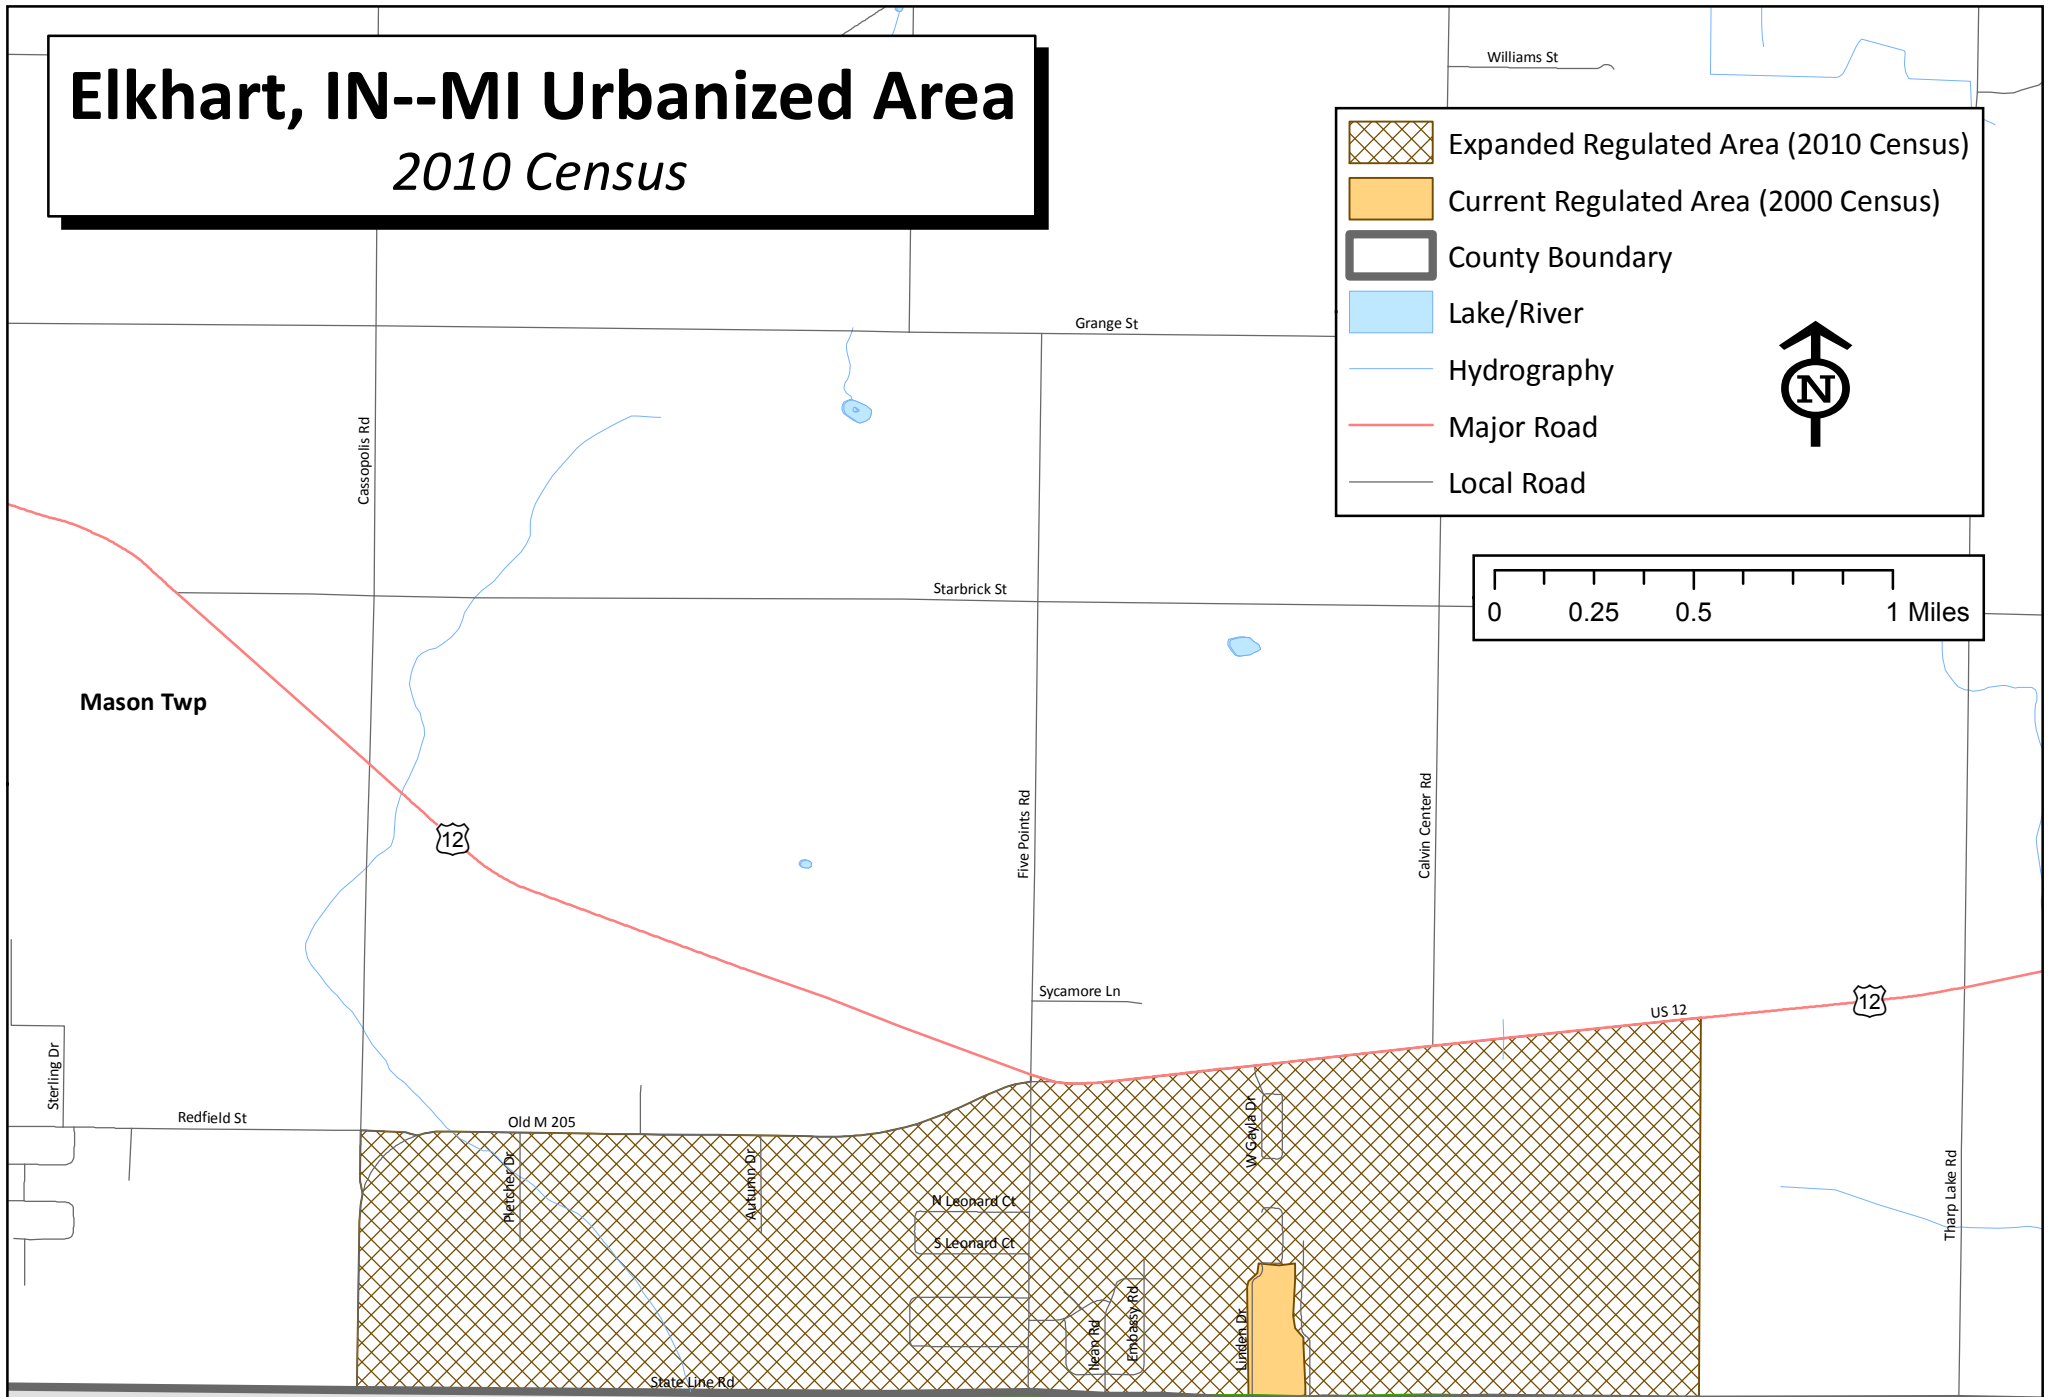 Elkhart, IN--MI Urbanized Area
2010 Census
Williams St
Expanded Regulated Area (2010 Census)
Current Regulated Area (2000 Census)
County Boundary
Lake/River
Hydrography
Major Road
Local Road
N
Grange St
Cassopolis Rd
Starbrick St
0 0.25 0.5 1 Miles
Mason Twp
12
Five Points Rd
Calvin Center Rd
Sycamore Ln
US 12
12
Sterling Dr
Redfield St
Old M 205
Pletcher Dr
Autumn Dr
W Gayla Dr
N Leonard Ct
S Leonard Ct
Tharp Lake Rd
Ilean Rd
Embassy Rd
Linden Dr
State Line Rd